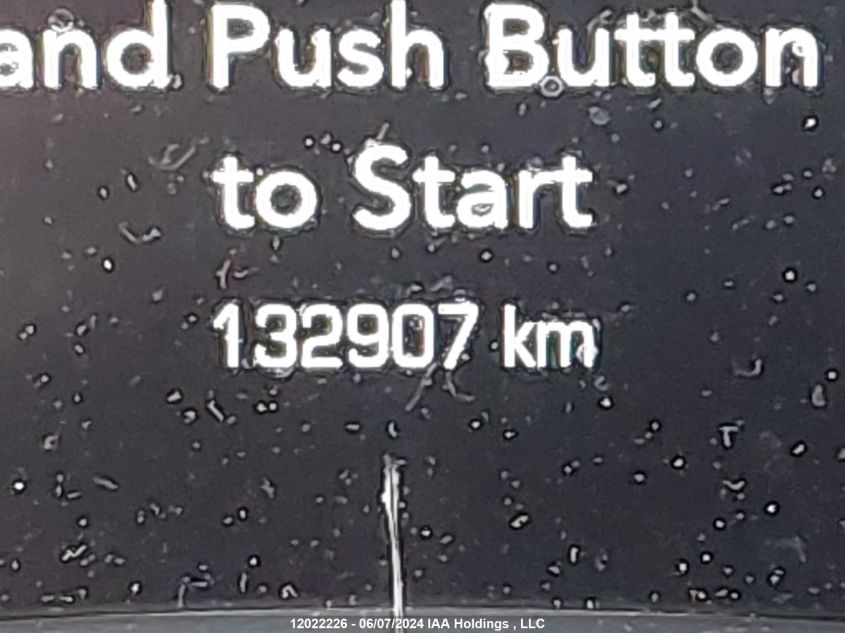 and Push Button
to Start
132907 km
12022226 - 06/07/2024 IAA Holdings , LLC